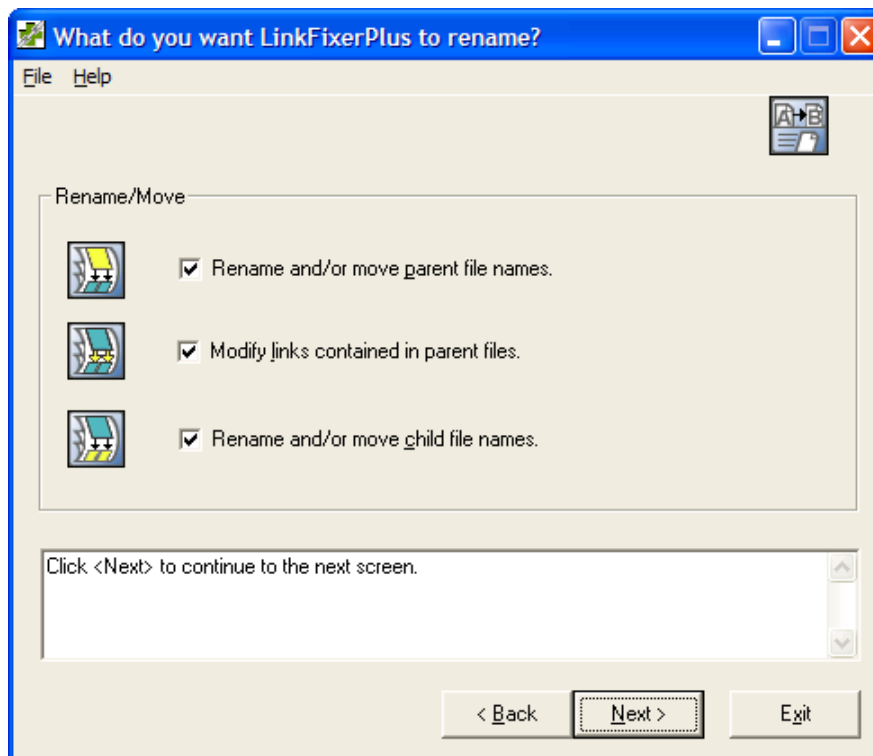 What do you want LinkFixerPlus to rename?
File Help
A B
Rename/Move
Rename and/or move parent file names.
Modify links contained in parent files.
Rename and/or move child file names.
Click <Next> to continue to the next screen.
< Back Next > Exit